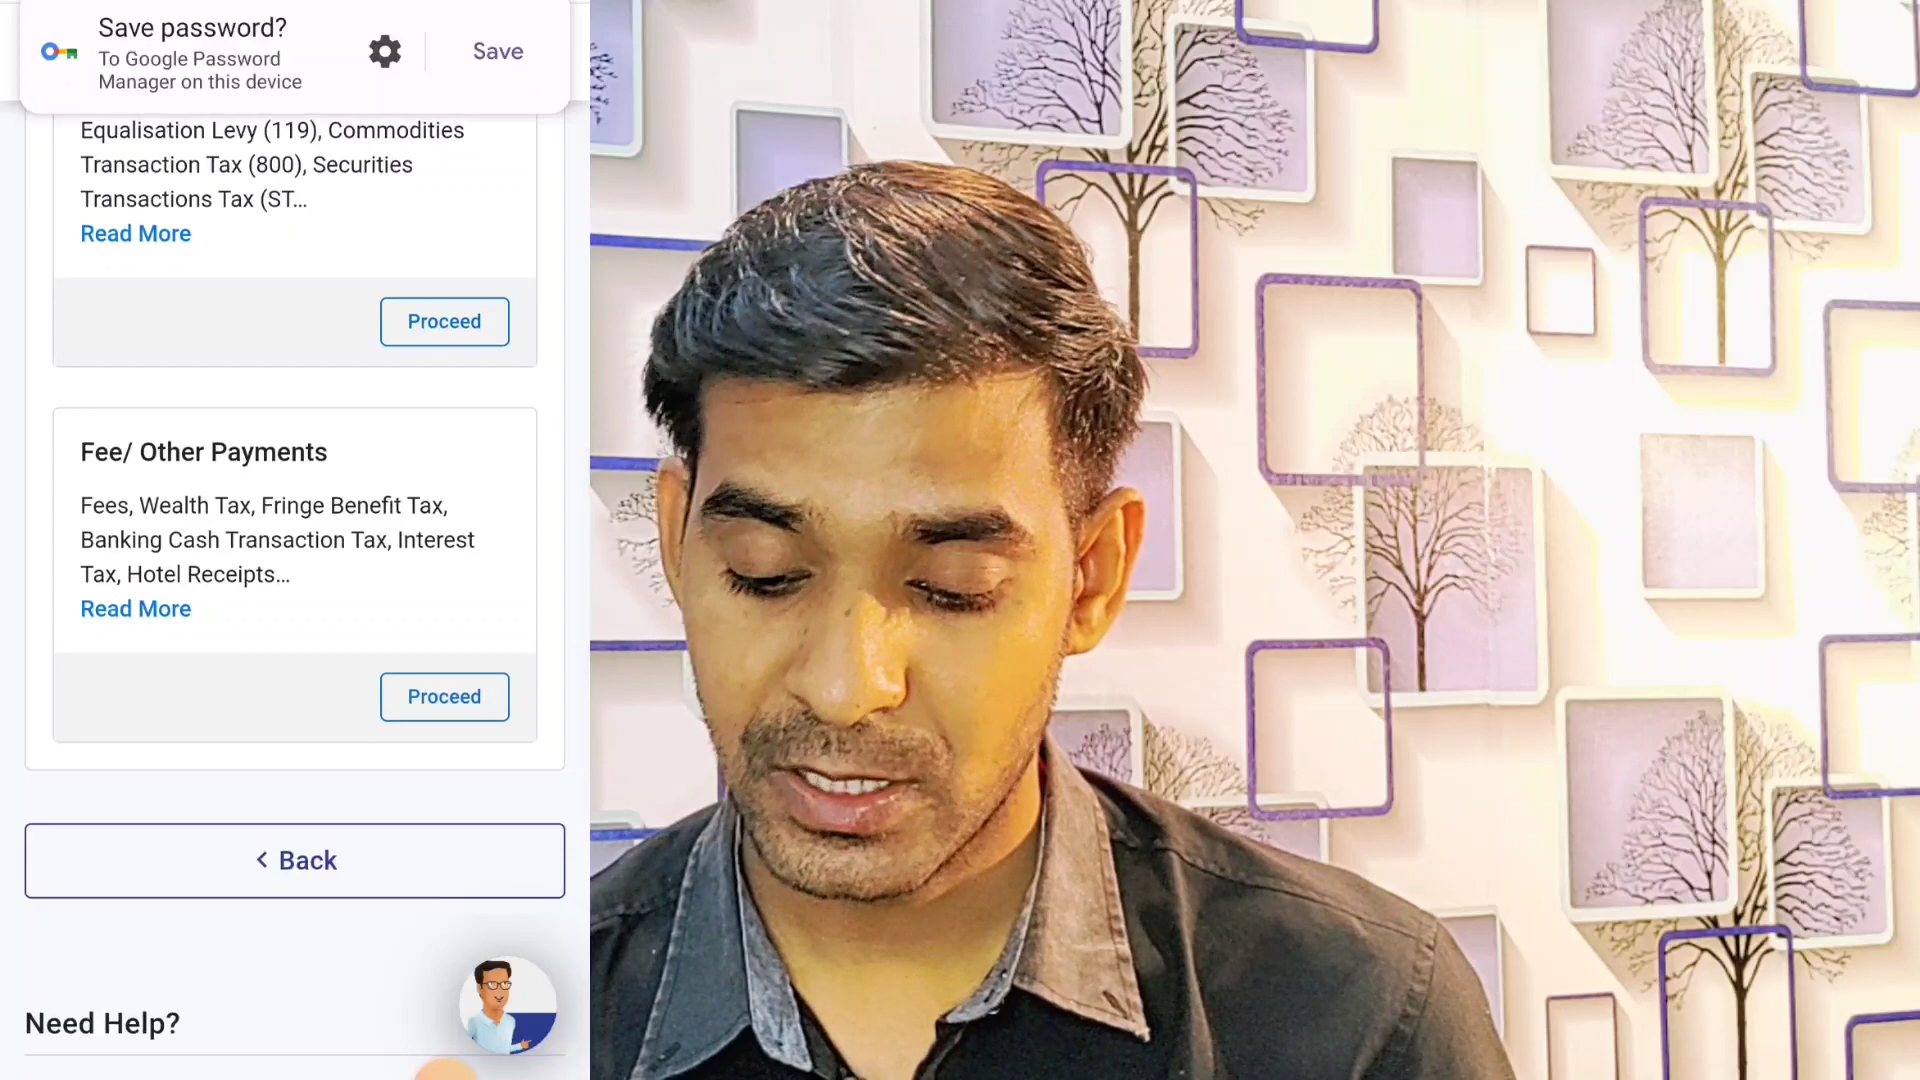 Save password?
To Google Password
Manager on this device
Save
Equalisation Levy (119), Commodities
Transaction Tax (800), Securities
Transactions Tax (ST...
Read More
Proceed
Fee/ Other Payments
Fees, Wealth Tax, Fringe Benefit Tax,
Banking Cash Transaction Tax, Interest
Tax, Hotel Receipts...
Read More
Proceed
Back
Need Help?